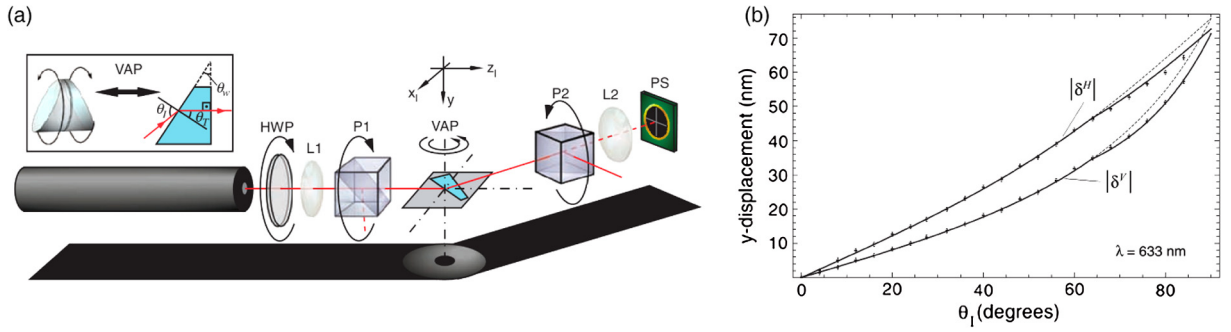 (a)
VAP
θw
θI
θT
HWP
L1
P1
xI
zI
y
VAP
P2
L2
PS
(b)
y-displacement (nm)
70
60
50
40
30
20
10
0
20
40
60
80
|δH|
|δV|
λ = 633 nm
θI (degrees)